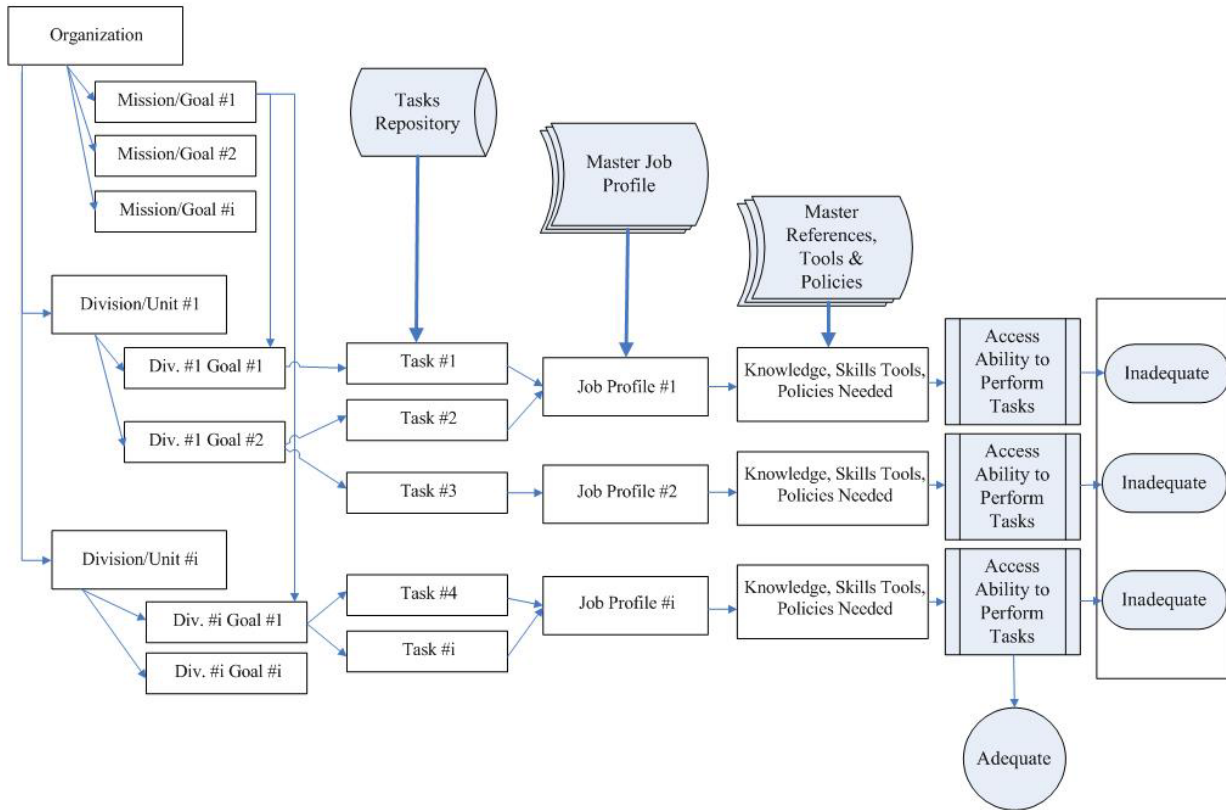 Organization
Mission/Goal #1
Mission/Goal #2
Mission/Goal #i
Tasks
Repository
Master Job
Profile
Master
References,
Tools &
Policies
Division/Unit #1
Div. #1 Goal #1
Div. #1 Goal #2
Task #1
Task #2
Task #3
Job Profile #1
Job Profile #2
Knowledge, Skills Tools,
Policies Needed
Knowledge, Skills Tools,
Policies Needed
Access
Ability to
Perform
Tasks
Access
Ability to
Perform
Tasks
Inadequate
Inadequate
Division/Unit #i
Div. #i Goal #1
Div. #i Goal #i
Task #4
Task #i
Job Profile #i
Knowledge, Skills Tools,
Policies Needed
Access
Ability to
Perform
Tasks
Inadequate
Adequate